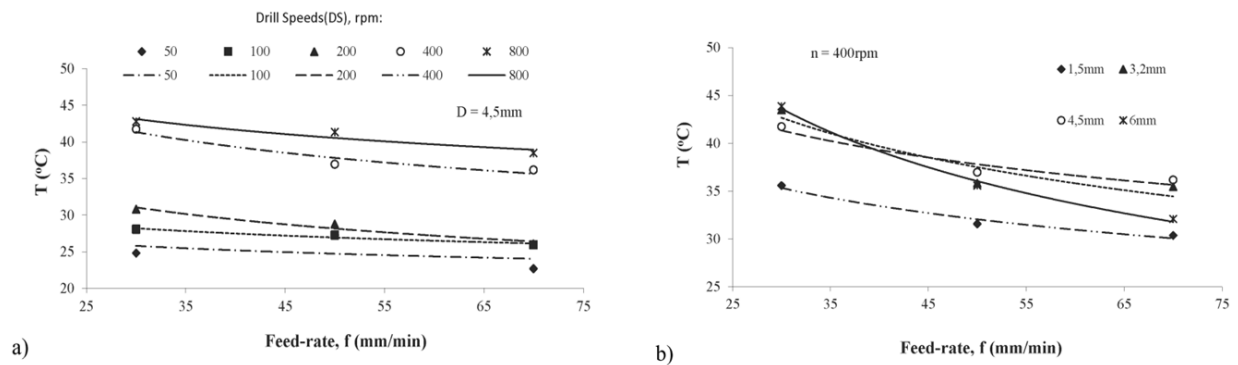 Drill Speeds(DS), rpm:
50 100 200 400 800
50 100 200 400 800
D = 4,5mm
50
45
40
35
30
25
20
T (°C)
25 35 45 55 65 75
Feed-rate, f (mm/min)
a)
n = 400rpm
1,5mm 3,2mm
4,5mm 6mm
50
45
40
35
30
25
T (°C)
25 35 45 55 65 75
Feed-rate, f (mm/min)
b)